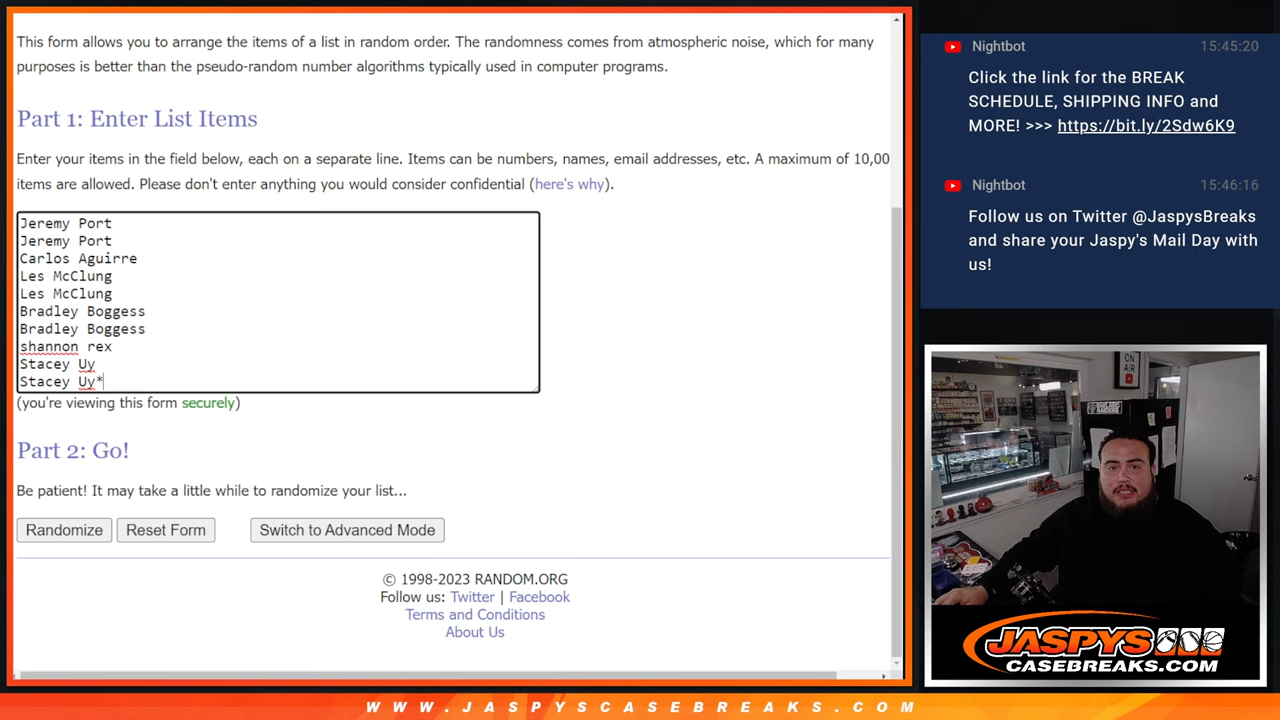 This form allows you to arrange the items of a list in random order. The randomness comes from atmospheric noise, which for many
purposes is better than the pseudo-random number algorithms typically used in computer programs.
Part 1: Enter List Items
Enter your items in the field below, each on a separate line. Items can be numbers, names, email addresses, etc. A maximum of 10,00
items are allowed. Please don't enter anything you would consider confidential (here's why).
Jeremy Port
Jeremy Port
Carlos Aguirre
Les McClung
Les McClung
Bradley Boggess
Bradley Boggess
shannon rex
Stacey Uy
Stacey Uy*
(you're viewing this form securely)
Part 2: Go!
Be patient! It may take a little while to randomize your list...
Randomize Reset Form Switch to Advanced Mode
© 1998-2023 RANDOM.ORG
Follow us: Twitter | Facebook
Terms and Conditions
About Us
Nightbot 15:45:20
Click the link for the BREAK
SCHEDULE, SHIPPING INFO and
MORE! >>> https://bit.ly/2Sdw6K9
Nightbot 15:46:16
Follow us on Twitter @JaspysBreaks
and share your Jaspy's Mail Day with
us!
ON
AIR
RAIDERS
JASPYS
CASEBREAKS.COM
WWW.JASPYSCASEBREAKS.COM